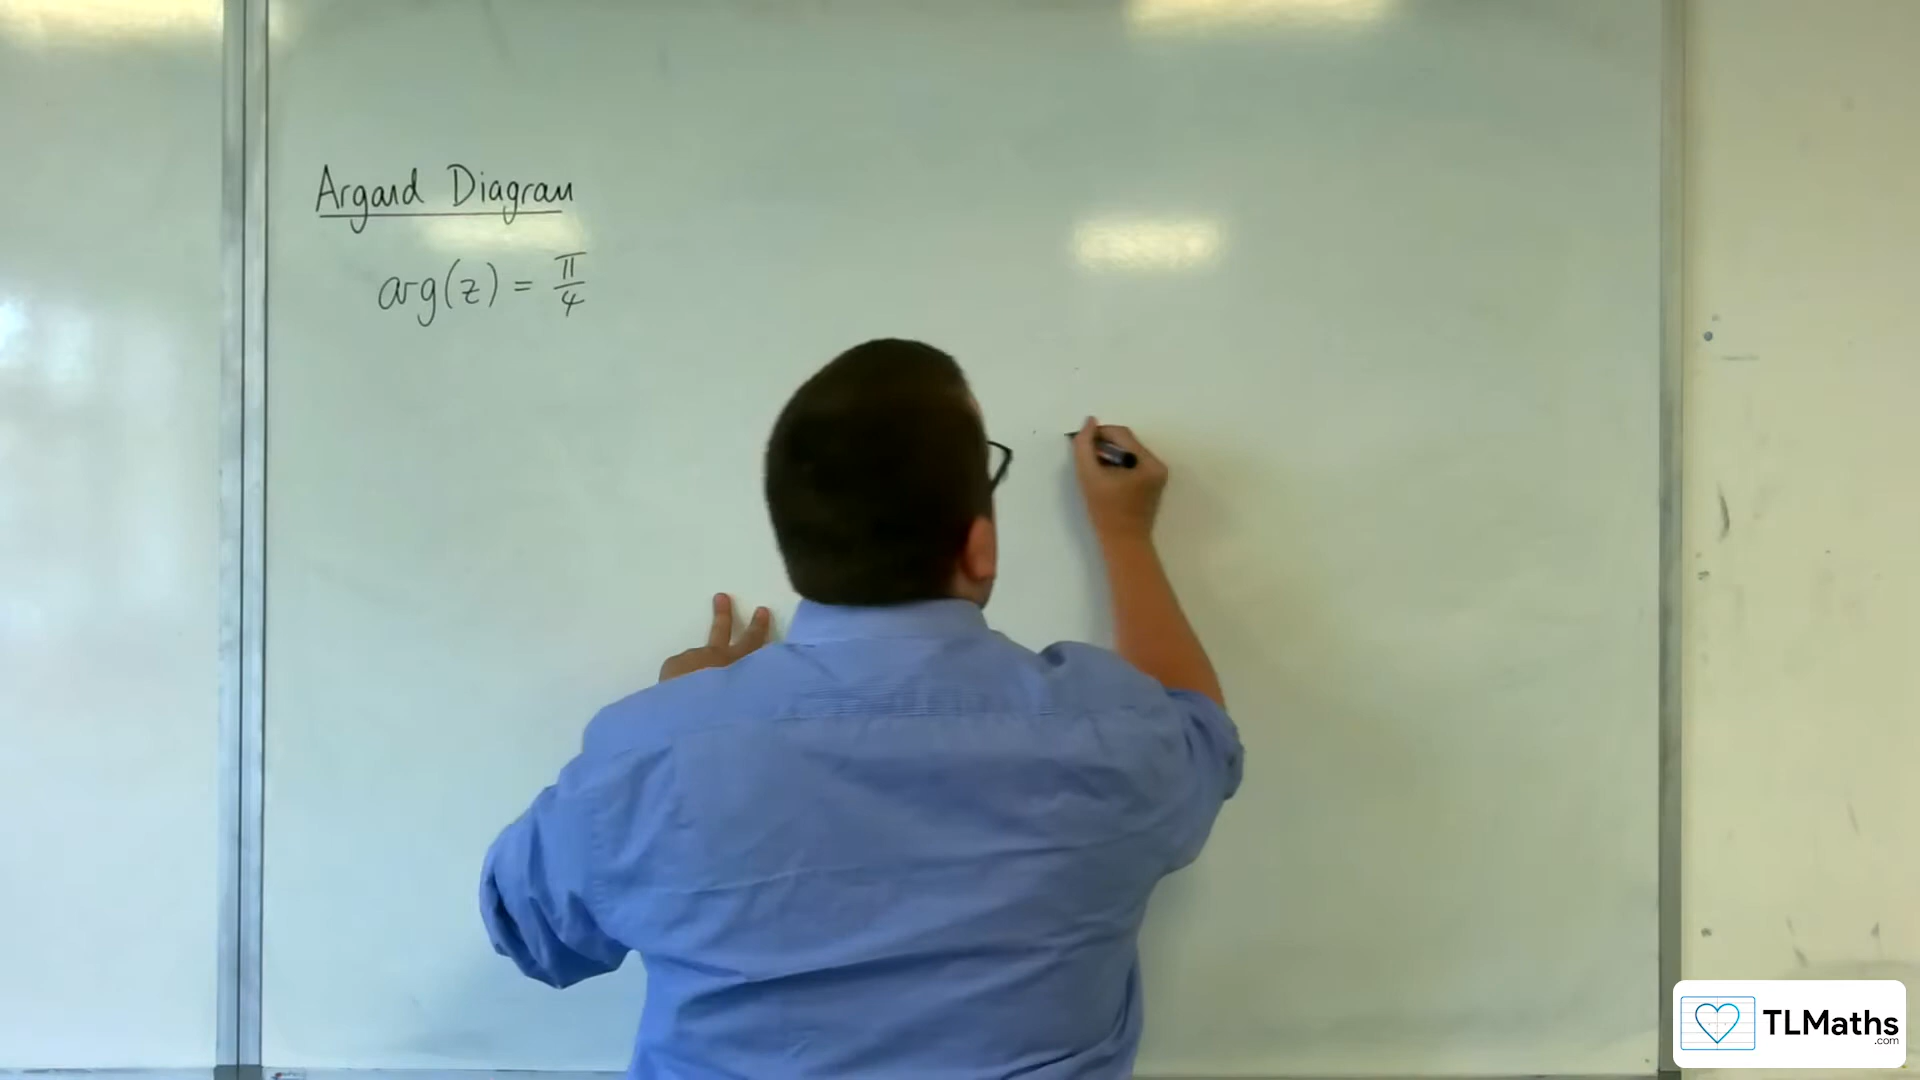 Argand Diagram
arg(z) = π/4
TLMaths
.com